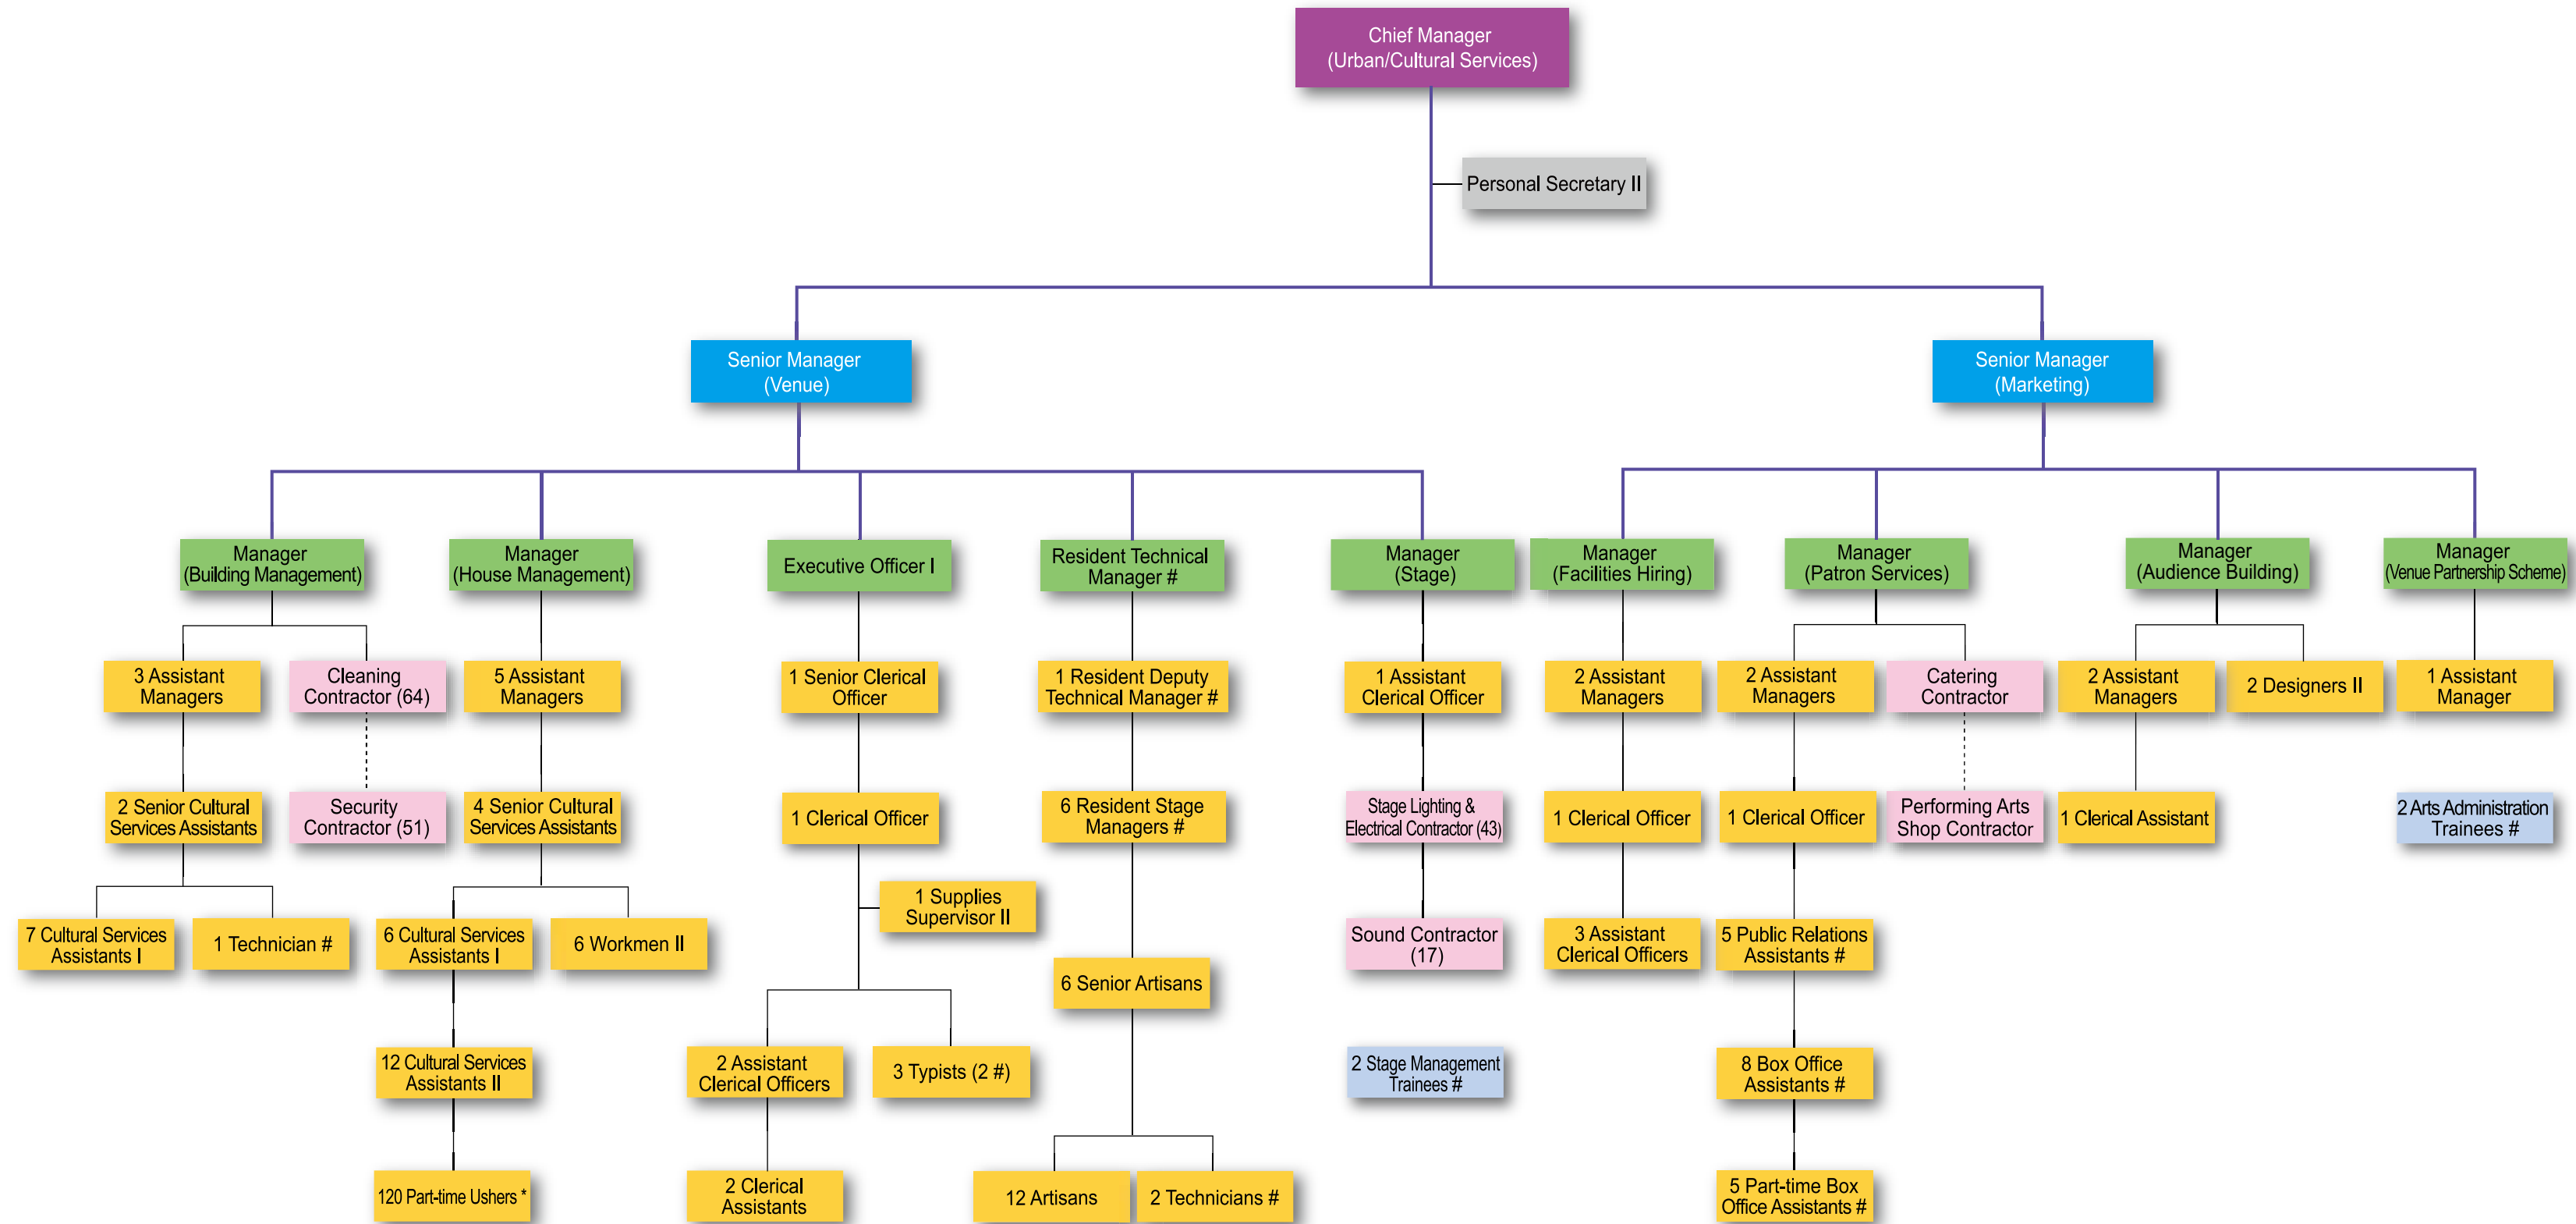 Chief Manager
(Urban/Cultural Services)
Personal Secretary II
Senior Manager
(Venue)
Senior Manager
(Marketing)
Manager
(Building Management)
Manager
(House Management)
Executive Officer I
Resident Technical
Manager #
Manager
(Stage)
Manager
(Facilities Hiring)
Manager
(Patron Services)
Manager
(Audience Building)
Manager
(Venue Partnership Scheme)
3 Assistant
Managers
Cleaning
Contractor (64)
5 Assistant
Managers
1 Senior Clerical
Officer
1 Resident Deputy
Technical Manager #
1 Assistant
Clerical Officer
2 Assistant
Managers
2 Assistant
Managers
Catering
Contractor
2 Assistant
Managers
2 Designers II
1 Assistant
Manager
2 Senior Cultural
Services Assistants
Security
Contractor (51)
4 Senior Cultural
Services Assistants
1 Clerical Officer
6 Resident Stage
Managers #
Stage Lighting &
Electrical Contractor (43)
1 Clerical Officer
1 Clerical Officer
Performing Arts
Shop Contractor
1 Clerical Assistant
2 Arts Administration
Trainees #
1 Supplies
Supervisor II
7 Cultural Services
Assistants I
1 Technician #
6 Cultural Services
Assistants I
6 Workmen II
6 Senior Artisans
Sound Contractor
(17)
3 Assistant
Clerical Officers
5 Public Relations
Assistants #
12 Cultural Services
Assistants II
2 Assistant
Clerical Officers
3 Typists (2 #)
2 Stage Management
Trainees #
8 Box Office
Assistants #
120 Part-time Ushers *
2 Clerical
Assistants
12 Artisans
2 Technicians #
5 Part-time Box
Office Assistants #